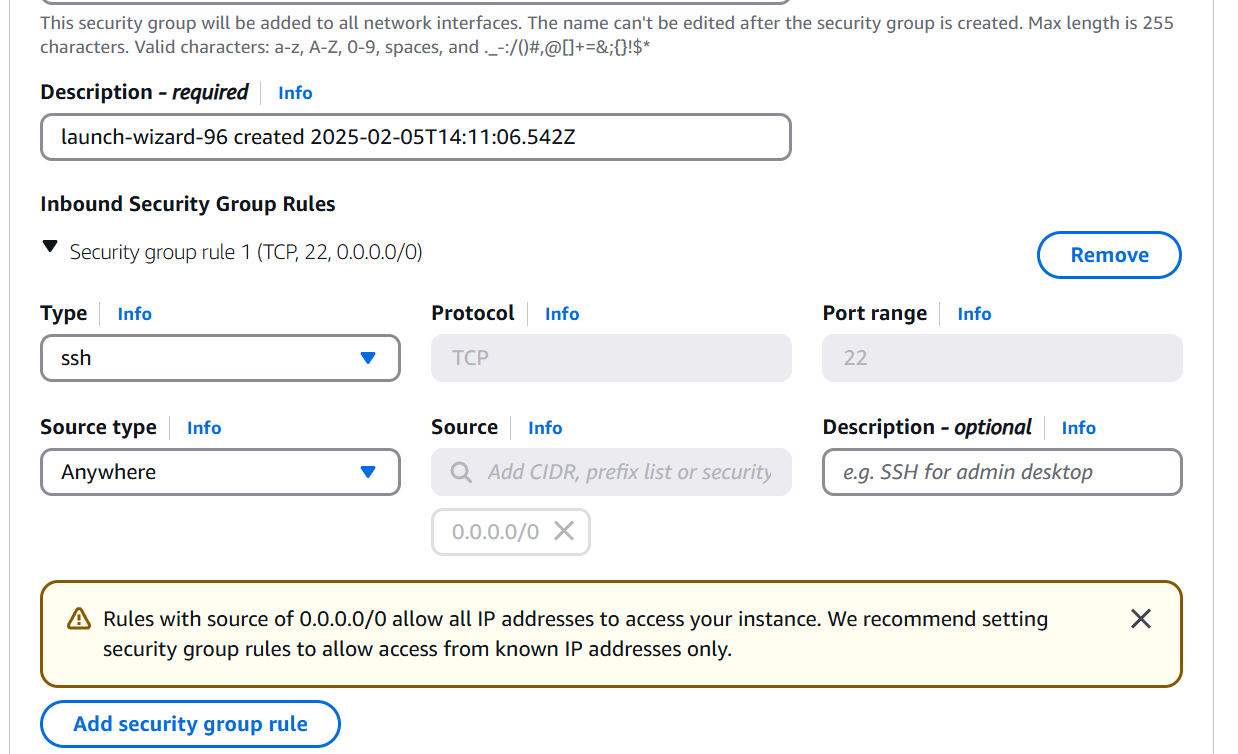 This security group will be added to all network interfaces. The name can't be edited after the security group is created. Max length is 255
characters. Valid characters: a-z, A-Z, 0-9, spaces, and ._-:/()#,@[]+=&;{}!$*
Description - required Info
launch-wizard-96 created 2025-02-05T14:11:06.542Z
Inbound Security Group Rules
Security group rule 1 (TCP, 22, 0.0.0.0/0)
Remove
Type Info Protocol Info Port range Info
ssh TCP 22
Source type Info Source Info Description - optional Info
Anywhere Add CIDR, prefix list or security e.g. SSH for admin desktop
0.0.0.0/0
Rules with source of 0.0.0.0/0 allow all IP addresses to access your instance. We recommend setting
security group rules to allow access from known IP addresses only.
Add security group rule